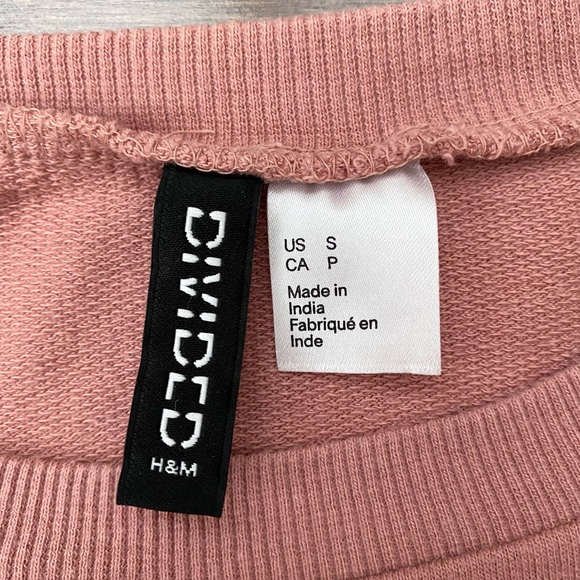 DIVIDED
H&M
US S
CA P
Made in
India
Fabriqué en
Inde